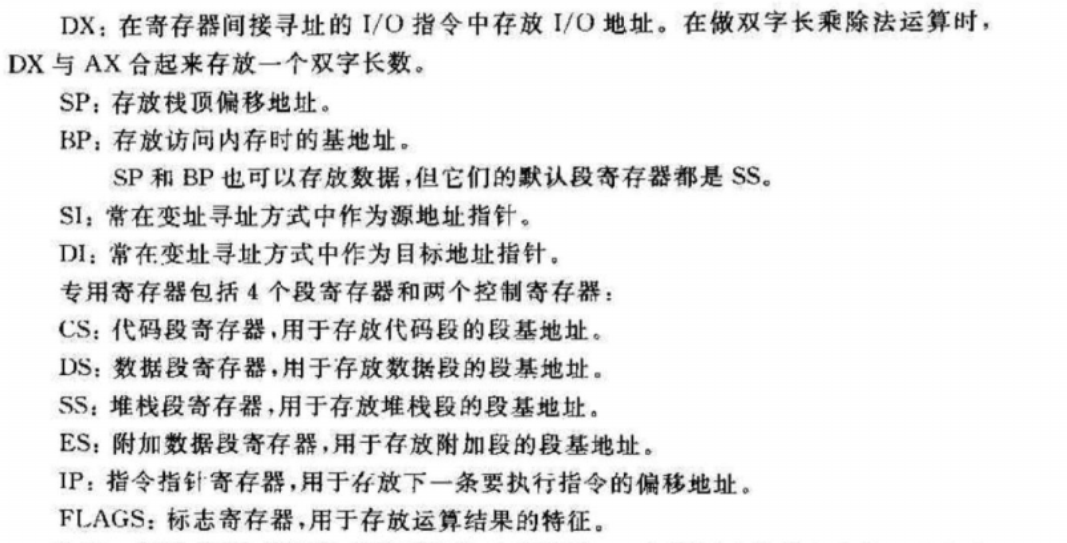 DX：在寄存器间接寻址的 I/O 指令中存放 I/O 地址。在做双字长乘除法运算时，
DX 与 AX 合起来存放一个双字长数。
SP：存放栈顶偏移地址。
BP：存放访问内存时的基地址。
SP 和 BP 也可以存放数据，但它们的默认段寄存器都是 SS。
SI：常在变址寻址方式中作为源地址指针。
DI：常在变址寻址方式中作为目标地址指针。
专用寄存器包括 4 个段寄存器和两个控制寄存器：
CS：代码段寄存器，用于存放代码段的段基地址。
DS：数据段寄存器，用于存放数据段的段基地址。
SS：堆栈段寄存器，用于存放堆栈段的段基地址。
ES：附加数据段寄存器，用于存放附加段的段基地址。
IP：指令指针寄存器，用于存放下一条要执行指令的偏移地址。
FLAGS：标志寄存器，用于存放运算结果的特征。